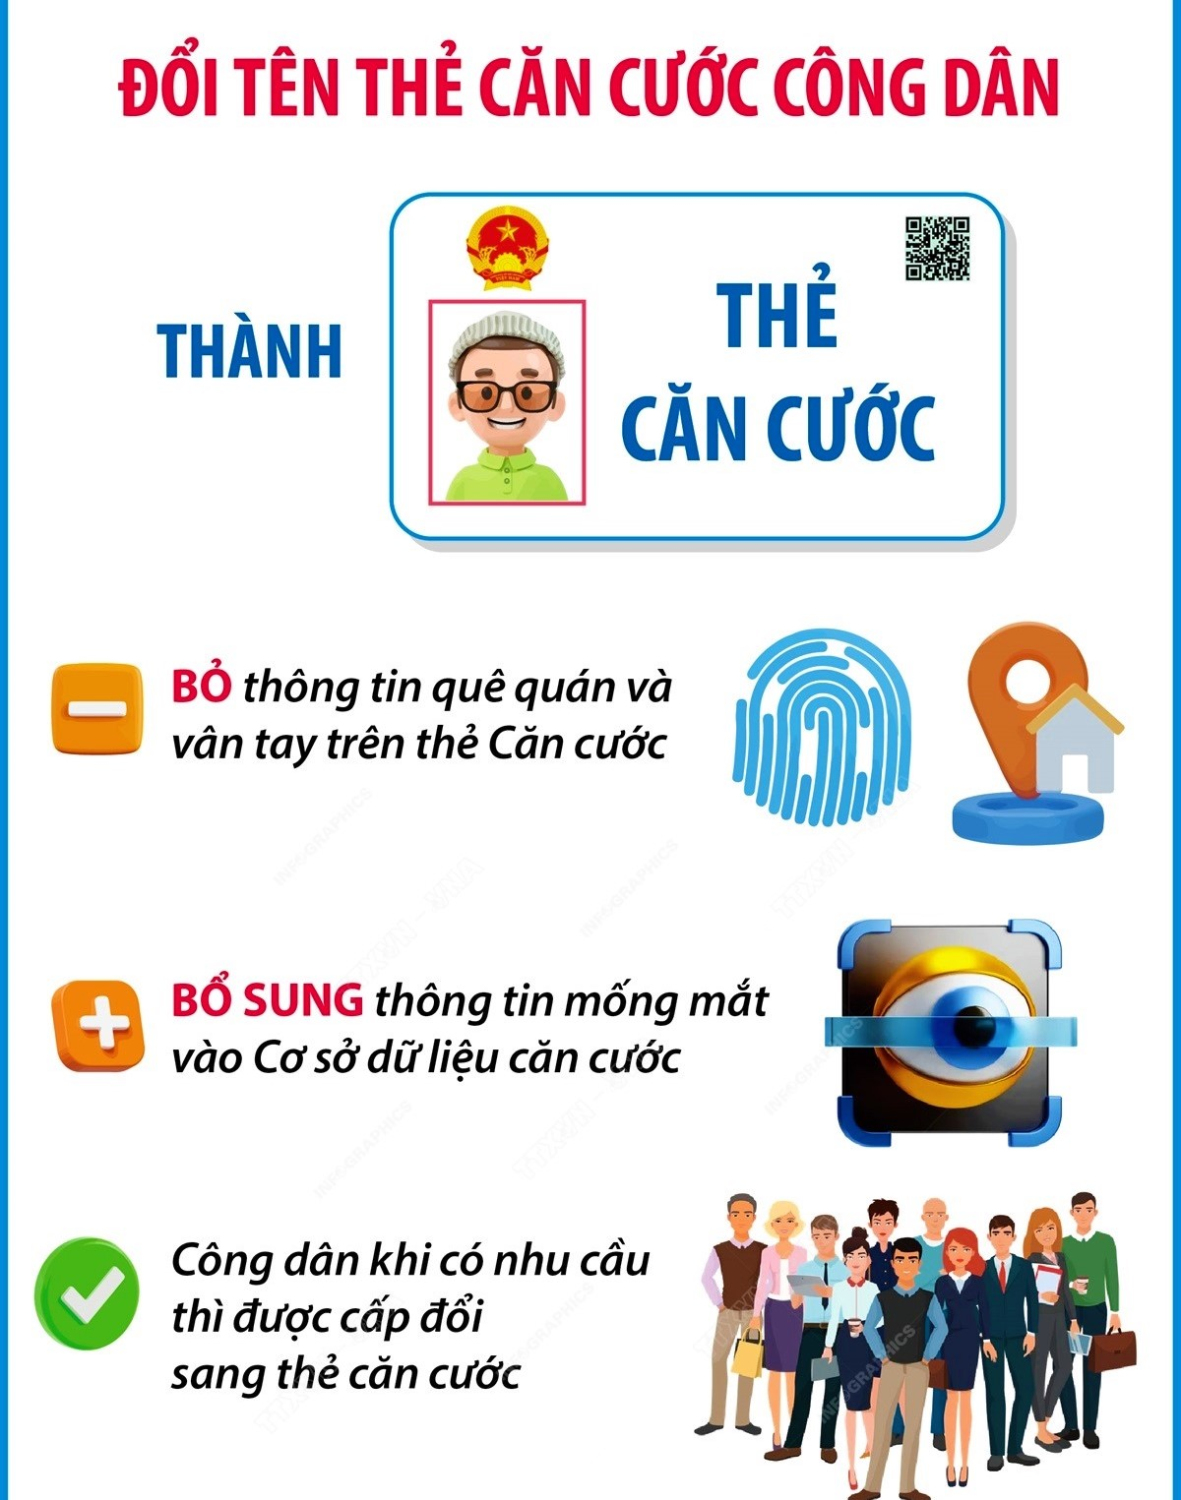 ĐỔI TÊN THẺ CĂN CƯỚC CÔNG DÂN
THÀNH
THẺ
CĂN CƯỚC
BỎ thông tin quê quán và
vân tay trên thẻ Căn cước
BỔ SUNG thông tin mống mắt
vào Cơ sở dữ liệu căn cước
Công dân khi có nhu cầu
thì được cấp đổi
sang thẻ căn cước